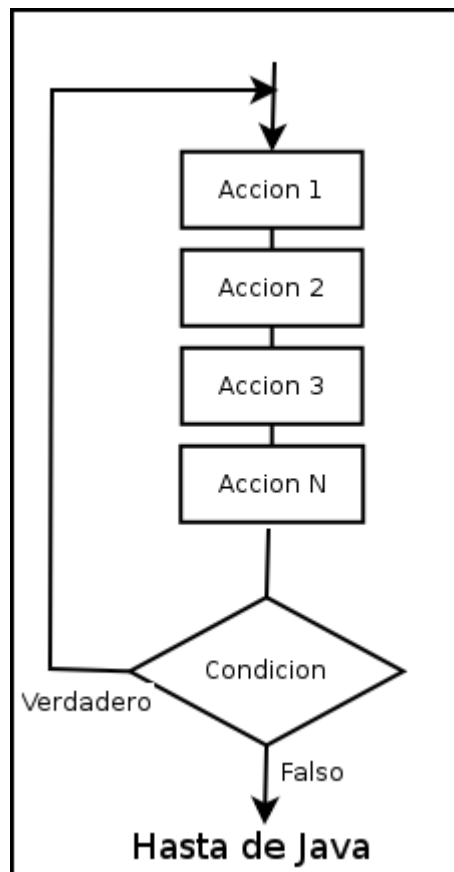 Accion 1
Accion 2
Accion 3
Accion N
Condicion
Verdadero
Falso
Hasta de Java